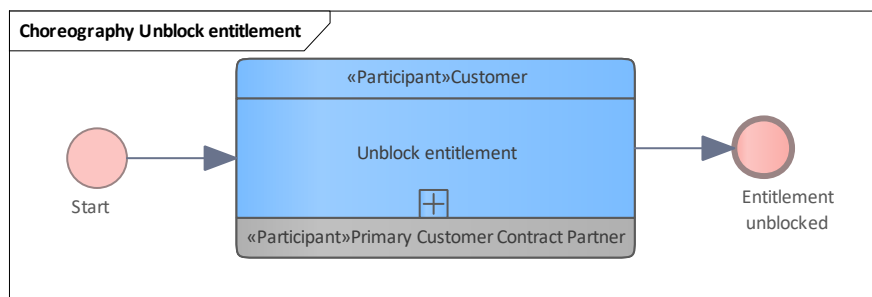 Choreography Unblock entitlement
«Participant»Customer
Unblock entitlement
Start
Entitlement
unblocked
«Participant»Primary Customer Contract Partner